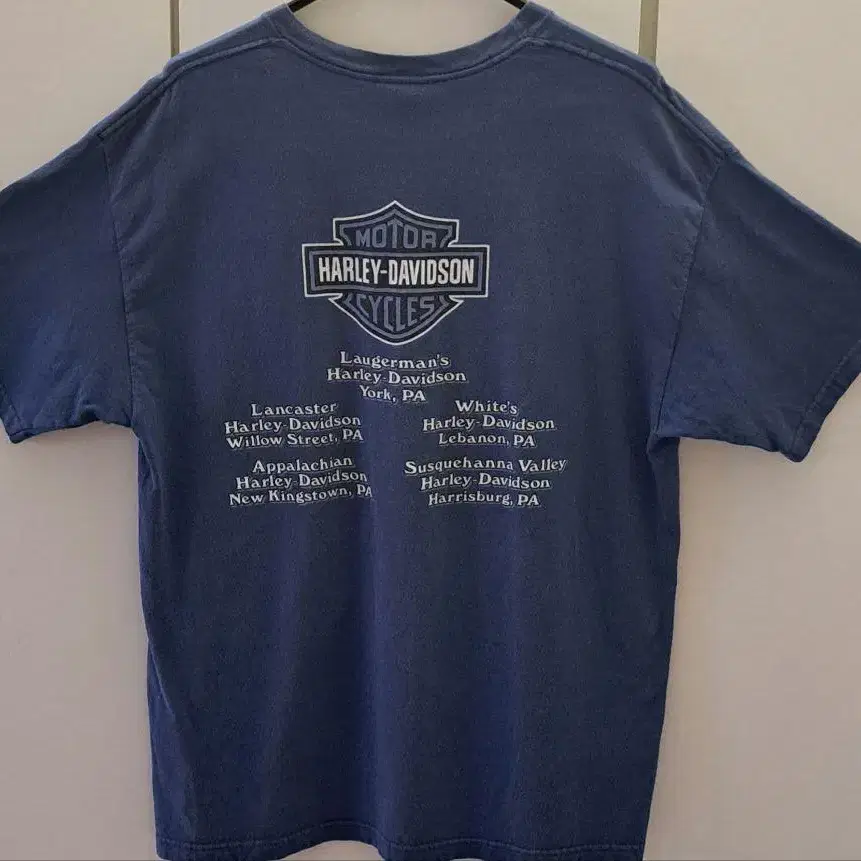 MOTOR
HARLEY-DAVIDSON
CYCLES
Laugerman's
Harley-Davidson
York, PA
Lancaster
Harley-Davidson
Willow Street, PA
White's
Harley-Davidson
Lebanon, PA
Appalachian
Harley-Davidson
New Kingstown, PA
Susquehanna Valley
Harley-Davidson
Harrisburg, PA